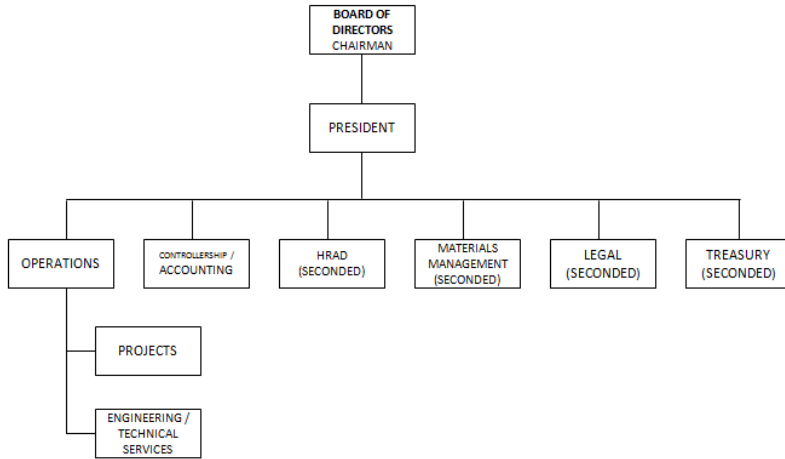 BOARD OF
DIRECTORS
CHAIRMAN
PRESIDENT
OPERATIONS
CONTROLLERSHIP /
ACCOUNTING
HRAD
(SECONDED)
MATERIALS
MANAGEMENT
(SECONDED)
LEGAL
(SECONDED)
TREASURY
(SECONDED)
PROJECTS
ENGINEERING /
TECHNICAL
SERVICES